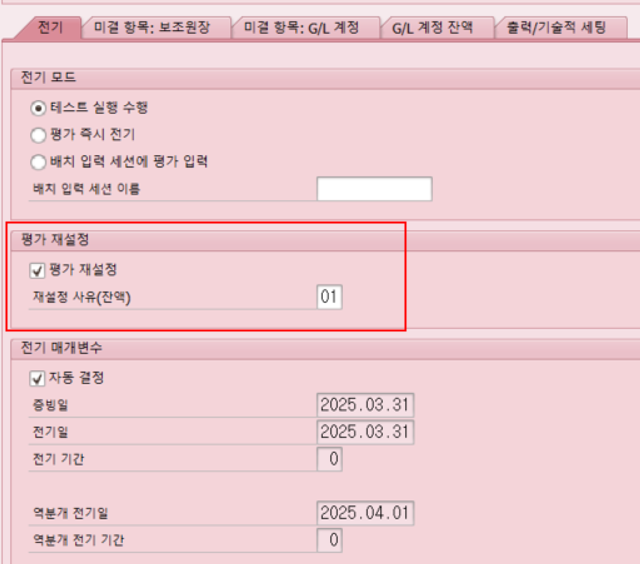 전기 미결 항목: 보조원장 미결 항목: G/L 계정 G/L 계정 잔액 출력/기술적 세팅
전기 모드
테스트 실행 수행
평가 즉시 전기
배치 입력 세션에 평가 입력
배치 입력 세션 이름
평가 재설정
평가 재설정
재설정 사유(잔액) 01
전기 매개변수
자동 결정
증빙일 2025.03.31
전기일 2025.03.31
전기 기간 0
역분개 전기일 2025.04.01
역분개 전기 기간 0